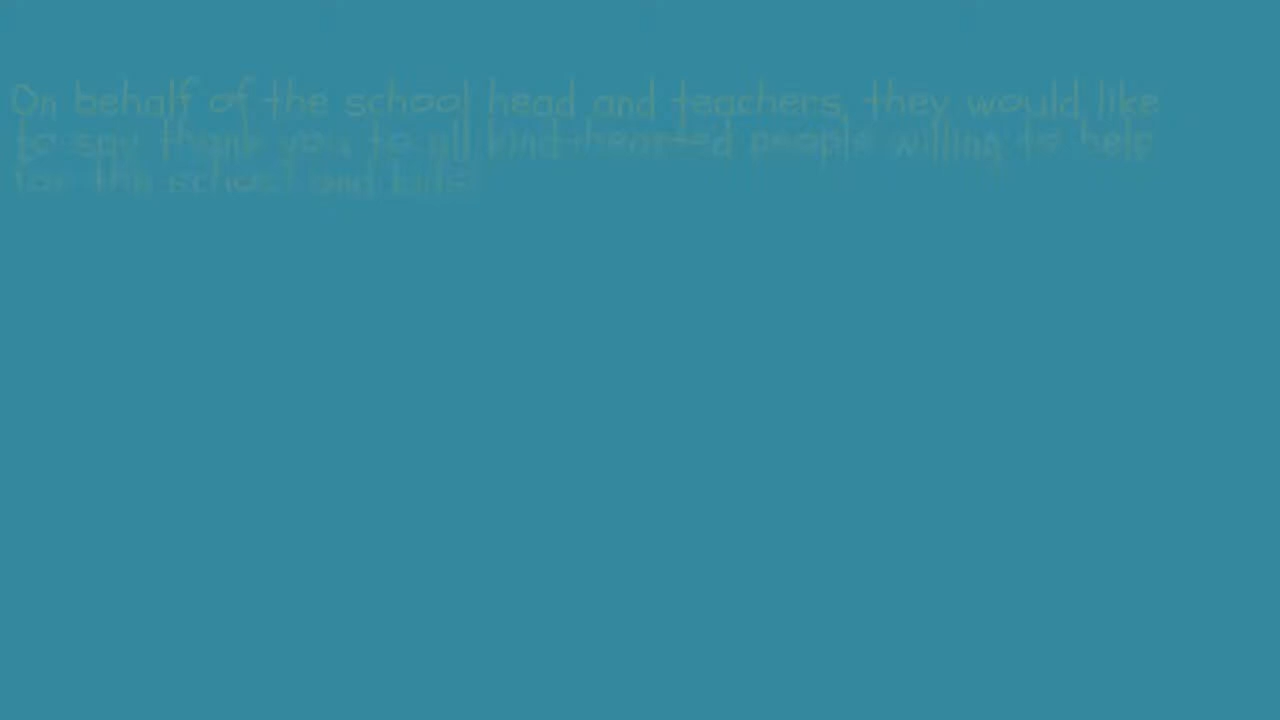 On behalf of the school head and teachers, they would like
to say thank you to all kind-hearted people willing to help
for the school and kids.